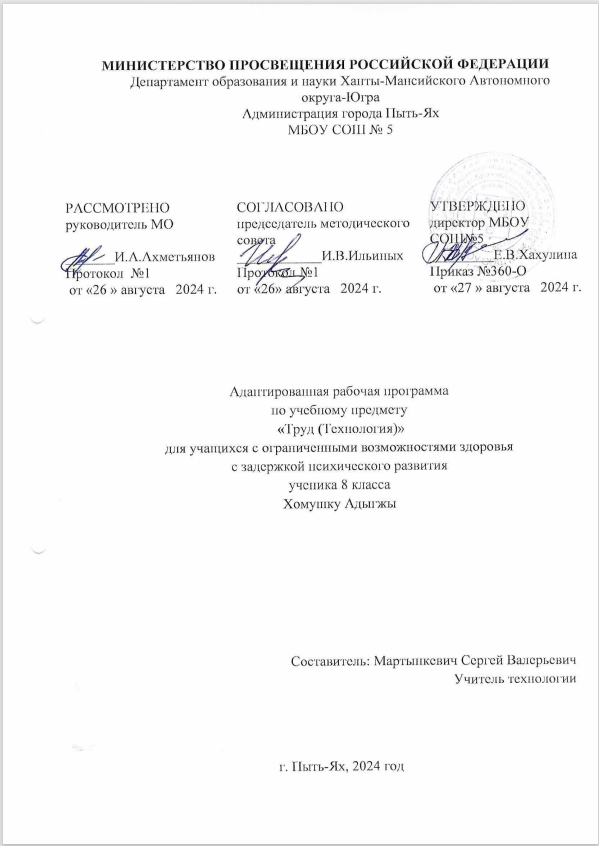 МИНИСТЕРСТВО ПРОСВЕЩЕНИЯ РОССИЙСКОЙ ФЕДЕРАЦИИ
Департамент образования и науки Ханты-Мансийского Автономного
округа-Югра
Администрация города Пыть-Ях
МБОУ СОШ № 5
РАССМОТРЕНО
руководитель МО
И.А.Ахметьянов
Протокол №1
от «26 » августа 2024 г.
СОГЛАСОВАНО
председатель методического
совета
И.В.Ильиных
Протокол №1
от «26» августа 2024 г.
УТВЕРЖДЕНО
директор МБОУ
СОШ№5
Е.В.Хакулина
Приказ №360-О
от «27 » августа 2024 г.
Адаптированная рабочая программа
по учебному предмету
«Труд (Технология)»
для учащихся с ограниченными возможностями здоровья
с задержкой психического развития
ученика 8 класса
Хомушку Адыгжы
Составитель: Мартынкевич Сергей Валерьевич
Учитель технологии
г. Пыть-Ях, 2024 год